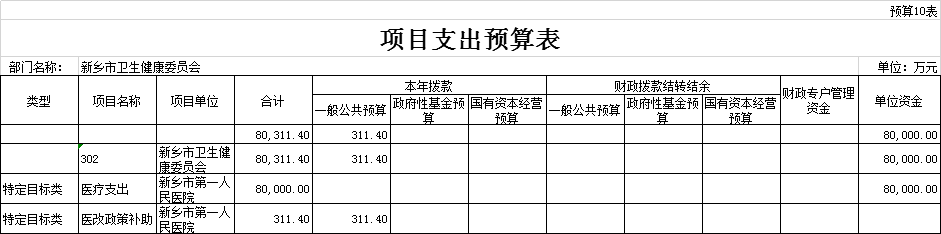 预算10表
项目支出预算表
部门名称： 新乡市卫生健康委员会 单位：万元
类型 项目名称 项目单位 合计 本年拨款 财政拨款结转结余 财政专户管理资金 单位资金
一般公共预算 政府性基金预算 国有资本经营预算 一般公共预算 政府性基金预算 国有资本经营预算
80,311.40 311.40 80,000.00
302 新乡市卫生健康委员会 80,311.40 311.40 80,000.00
特定目标类 医疗支出 新乡市第一人民医院 80,000.00 80,000.00
特定目标类 医改政策补助 新乡市第一人民医院 311.40 311.40